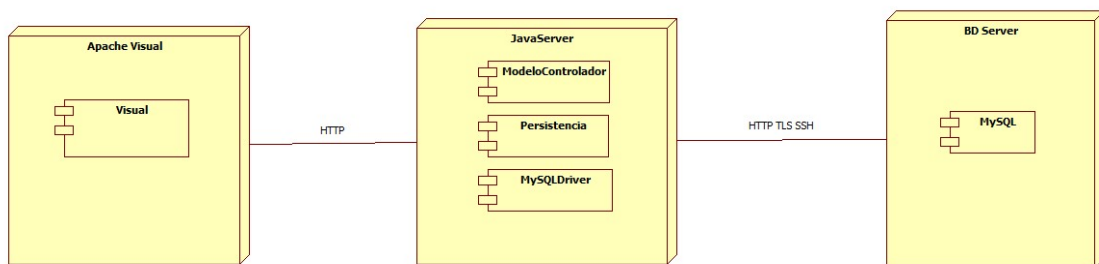 Apache Visual
Visual
HTTP
JavaServer
ModeloControlador
Persistencia
MySQLDriver
HTTP TLS SSH
BD Server
MySQL